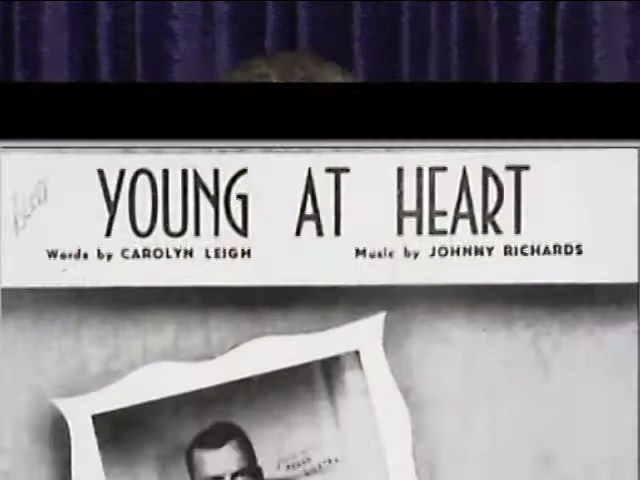 YOUNG AT HEART
Words by CAROLYN LEIGH Music by JOHNNY RICHARDS